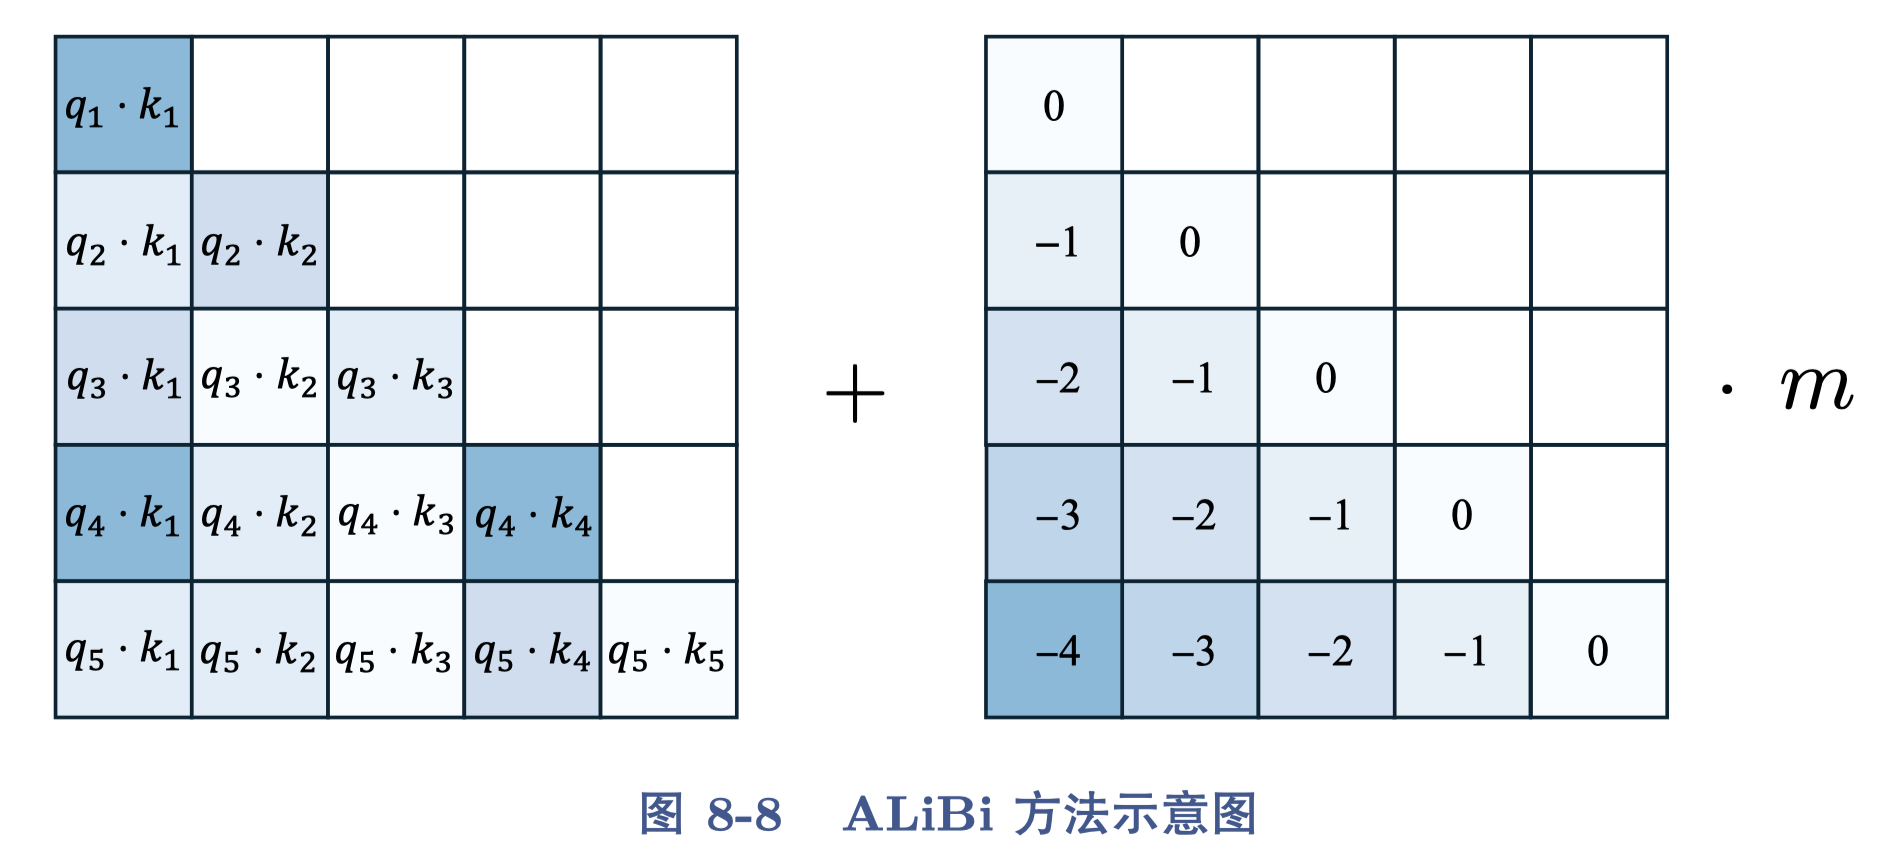 q₁ · k₁ 0
q₂ · k₁ q₂ · k₂ −1 0
q₃ · k₁ q₃ · k₂ q₃ · k₃ −2 −1 0
+ · m
q₄ · k₁ q₄ · k₂ q₄ · k₃ q₄ · k₄ −3 −2 −1 0
q₅ · k₁ q₅ · k₂ q₅ · k₃ q₅ · k₄ q₅ · k₅ −4 −3 −2 −1 0
图 8-8 ALiBi 方法示意图